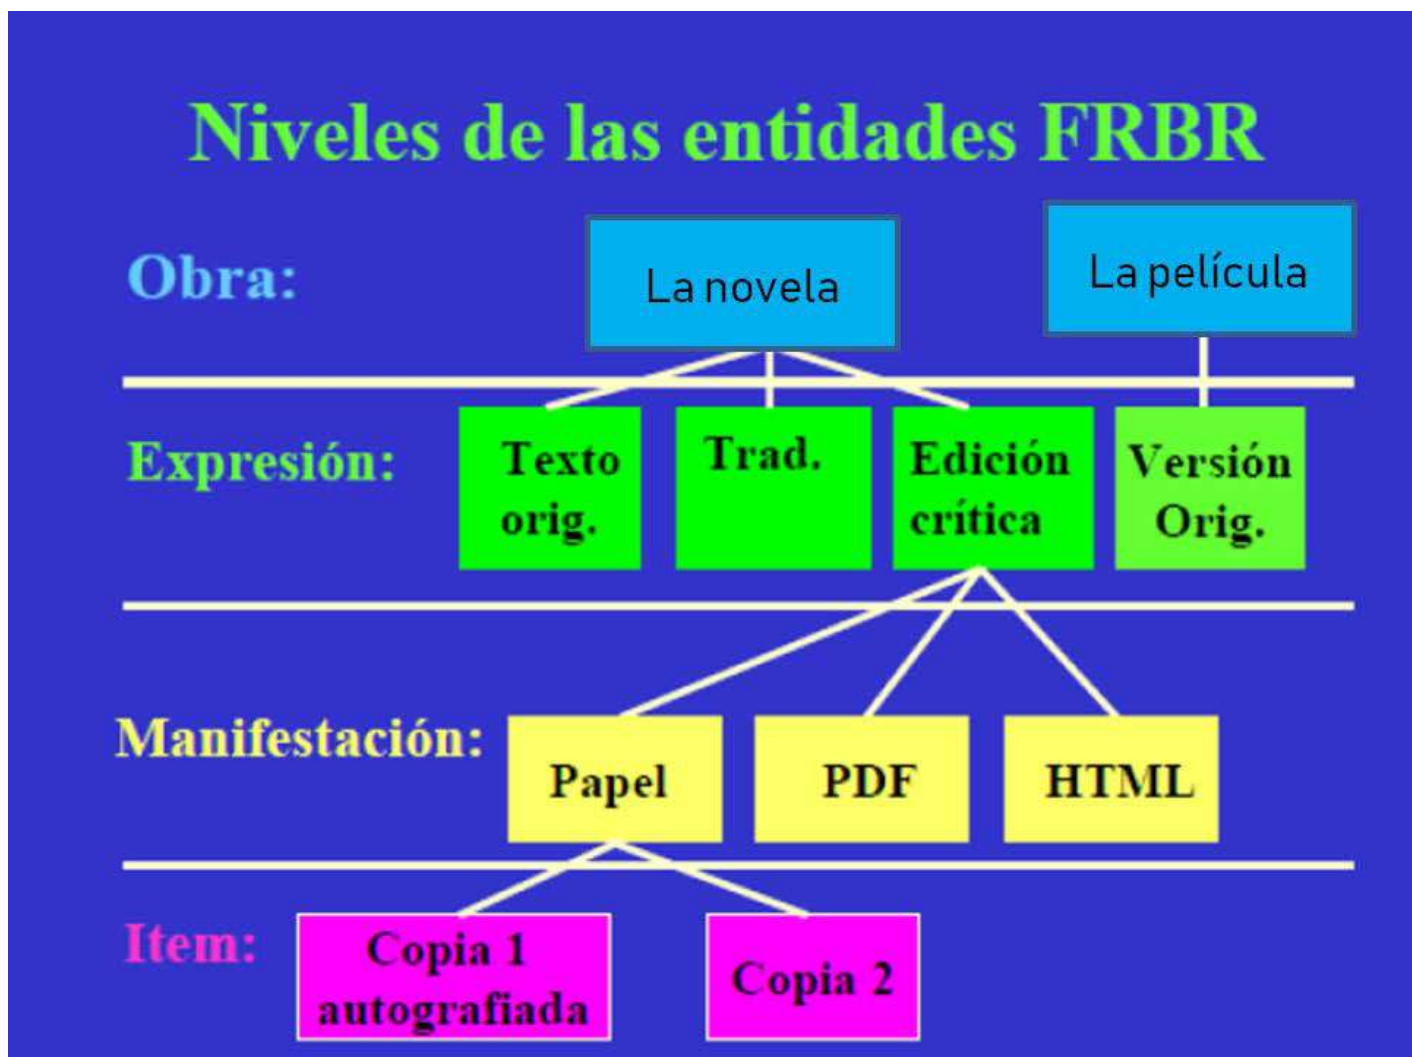 Niveles de las entidades FRBR
Obra:
La novela
La película
Expresión:
Texto
orig.
Trad.
Edición
crítica
Versión
Orig.
Manifestación:
Papel
PDF
HTML
Item:
Copia 1
autografiada
Copia 2